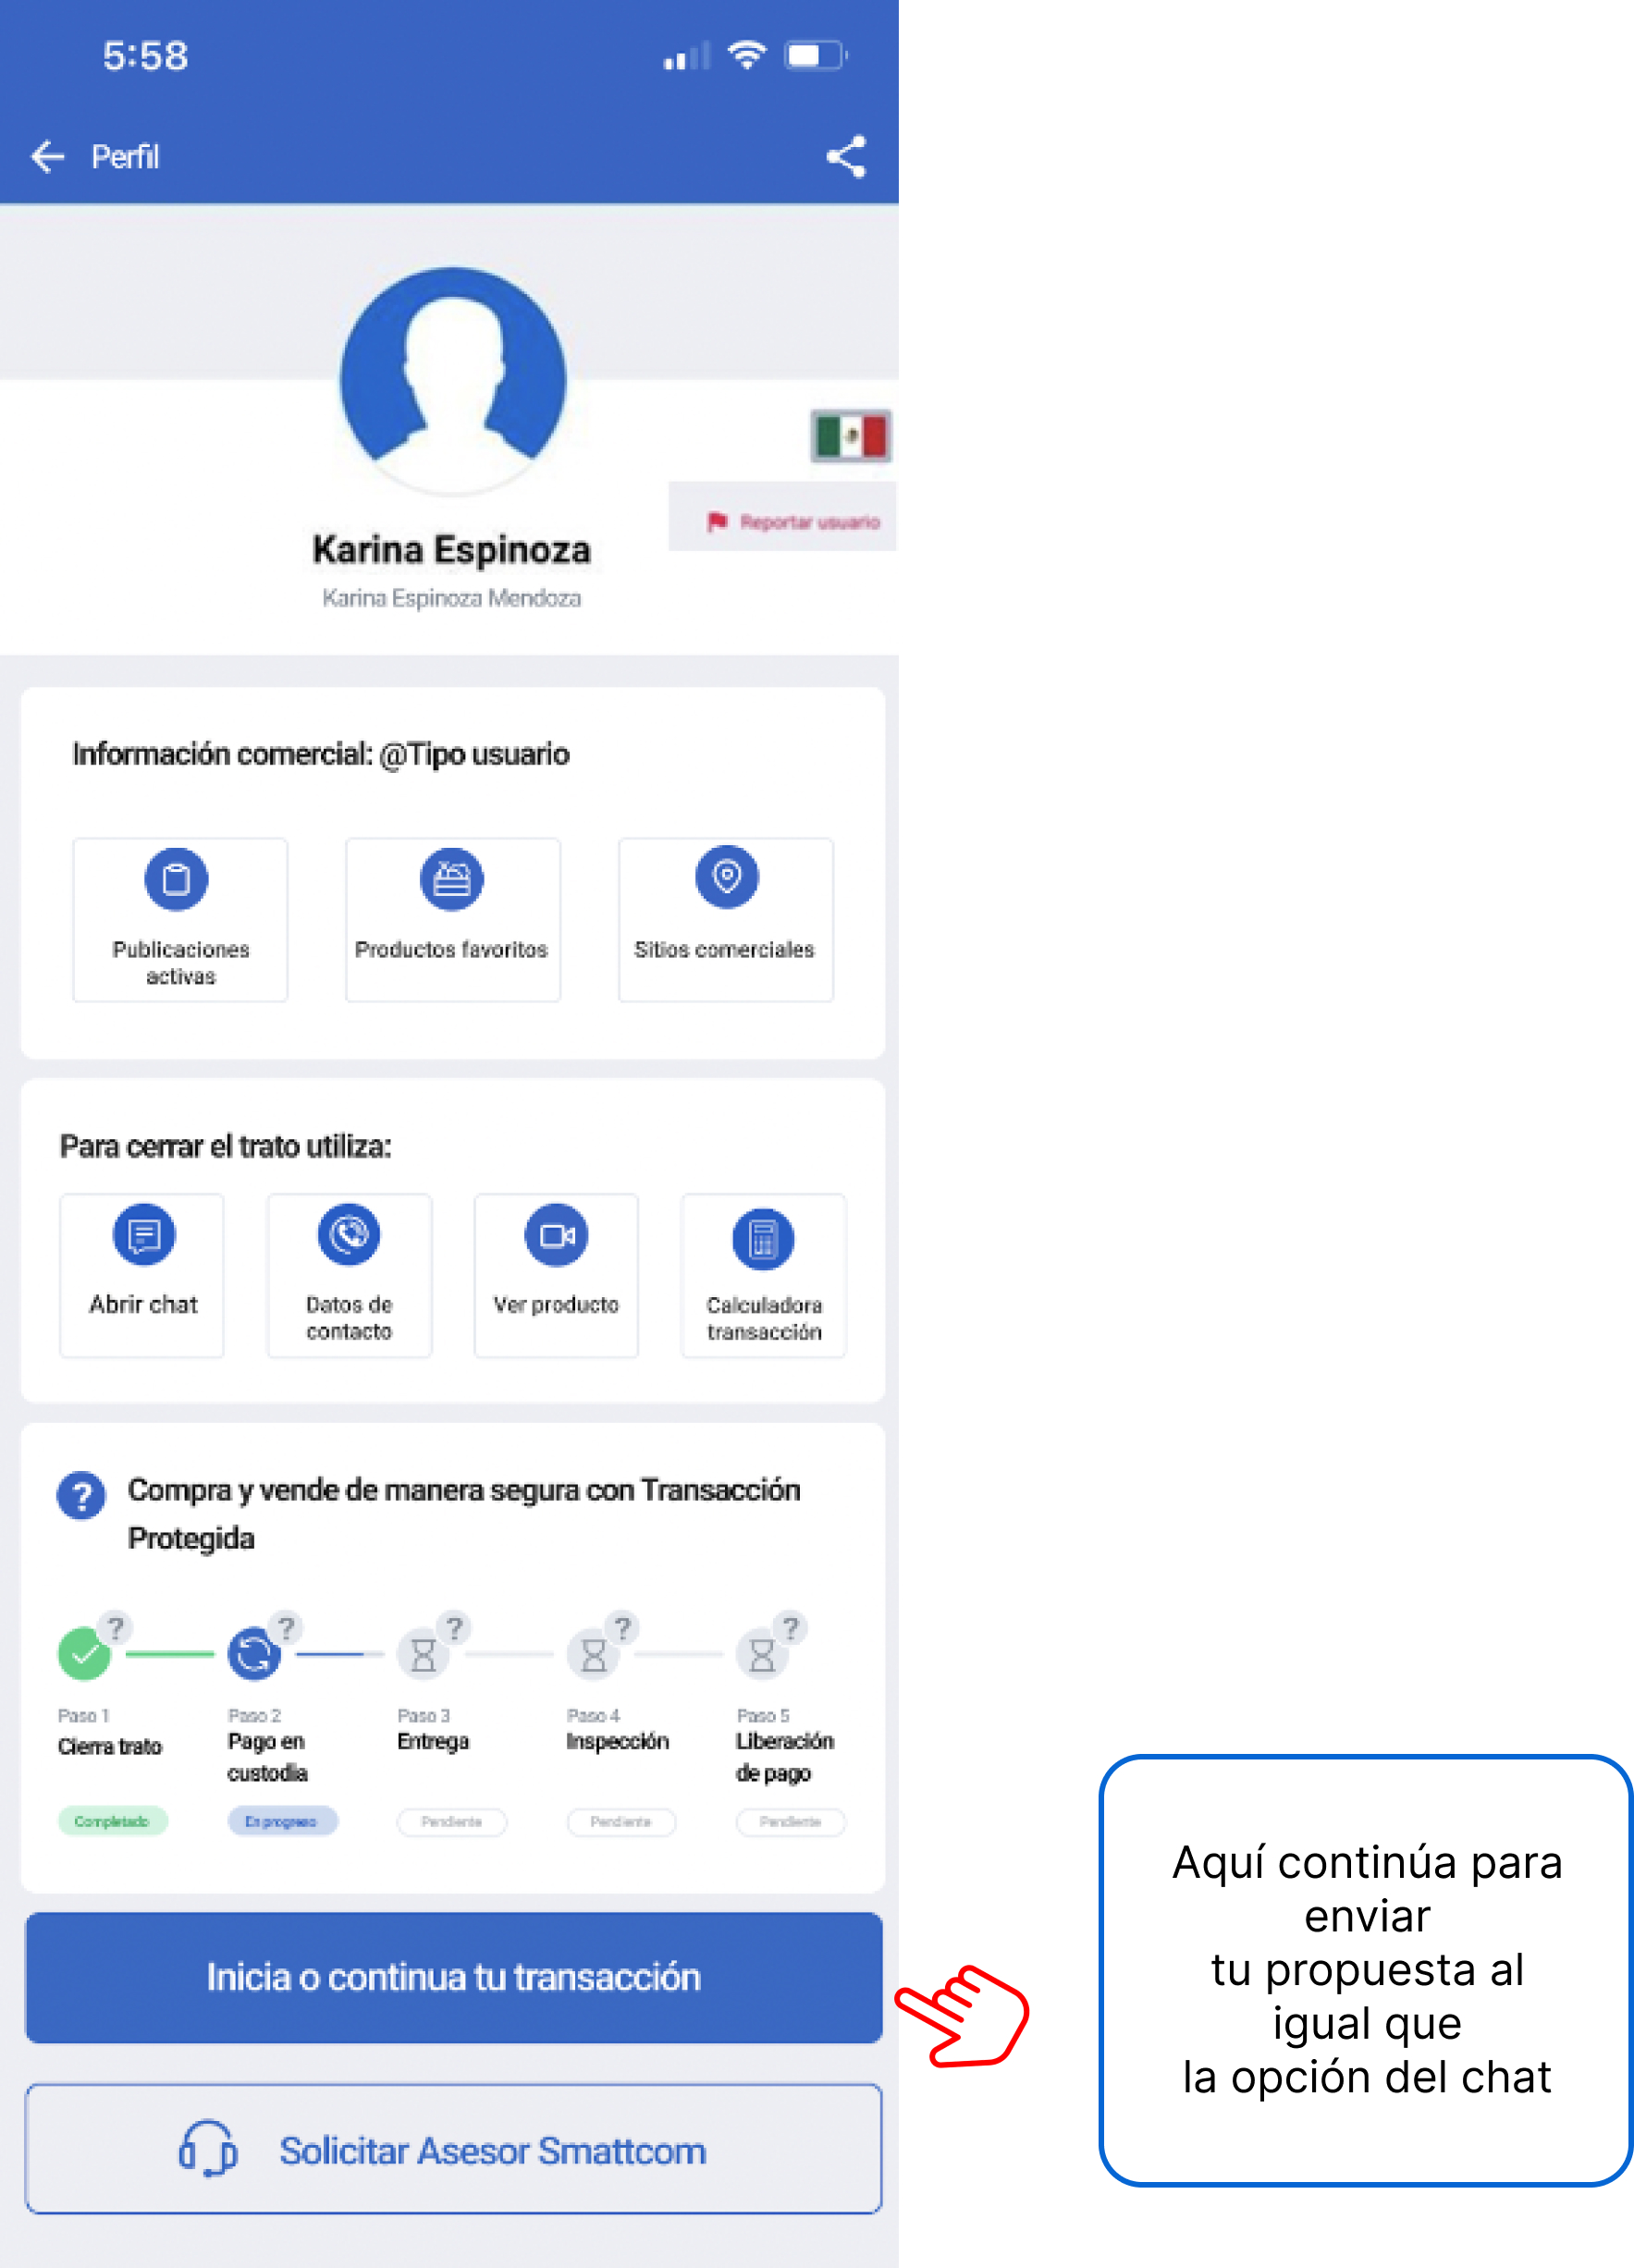 5:58
Perfil
Reportar usuario
Karina Espinoza
Karina Espinoza Mendoza
Información comercial: @Tipo usuario
Publicaciones
activas
Productos favoritos
Sitios comerciales
Para cerrar el trato utiliza:
Abrir chat
Datos de
contacto
Ver producto
Calculadora
transacción
?
Compra y vende de manera segura con Transacción
Protegida
? ? ? ? ?
Paso 1 Paso 2 Paso 3 Paso 4 Paso 5
Cierra trato
Pago en
custodia
Entrega
Inspección
Liberación
de pago
Completado En progreso Pendiente Pendiente Pendiente
Inicia o continua tu transacción
Solicitar Asesor Smattcom
Aquí continúa para
enviar
tu propuesta al
igual que
la opción del chat